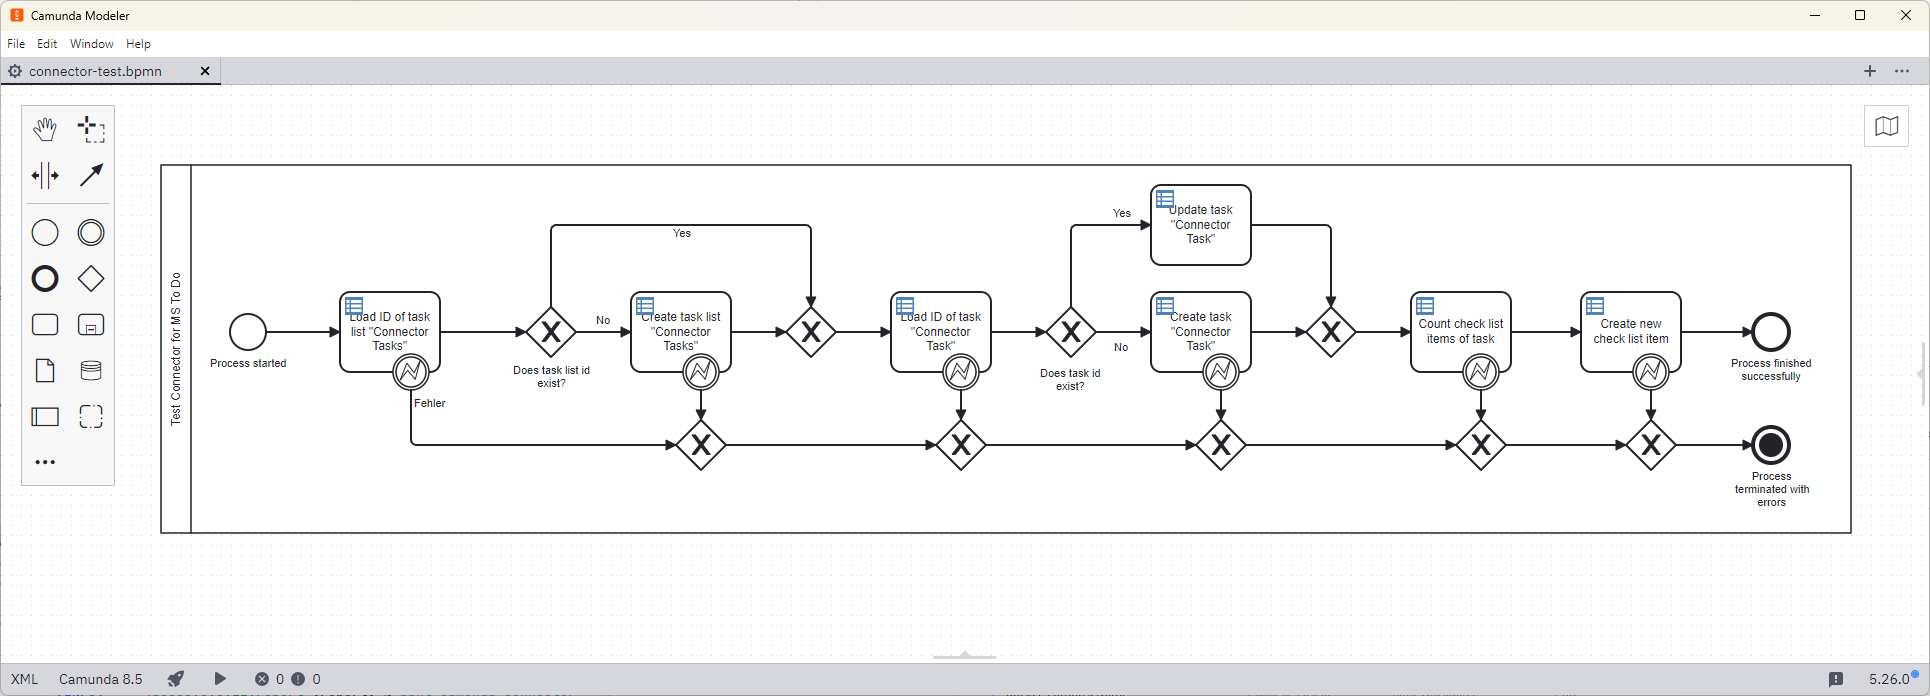 Camunda Modeler
File Edit Window Help
connector-test.bpmn
Test Connector for MS To Do
Process started
Load ID of task
list "Connector
Tasks"
Fehler
Does task list id
exist?
Yes
No
Create task list
"Connector
Tasks"
Load ID of task
"Connector
Task"
Does task id
exist?
Yes
No
Update task
"Connector
Task"
Create task
"Connector
Task"
Count check list
items of task
Create new
check list item
Process finished
successfully
Process
terminated with
errors
XML Camunda 8.5 0 0 5.26.0